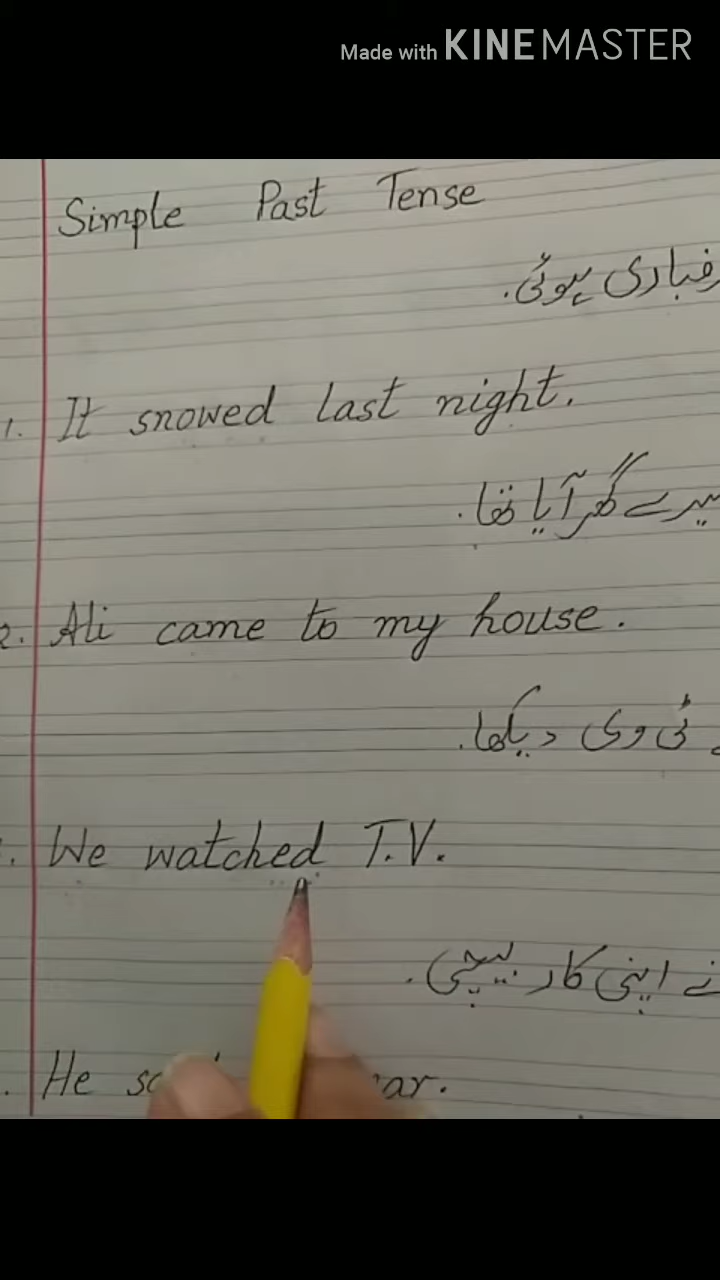 Made with KINEMASTER
Simple Past Tense
رفباری ہوئی.
1. It snowed last night.
میرے گھر آیا تھا.
2. Ali came to my house.
ٹی وی دیکھا.
. We watched T.V.
نے اپنی کار بیچی.
. He